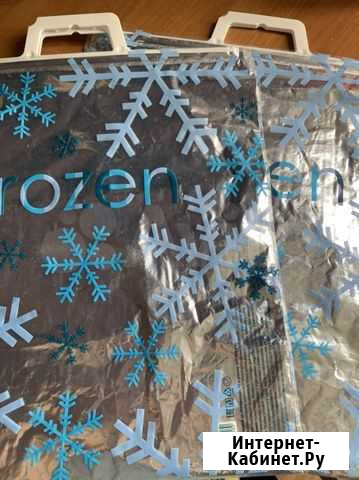 rozen zen
Интернет-
Кабинет.Ру